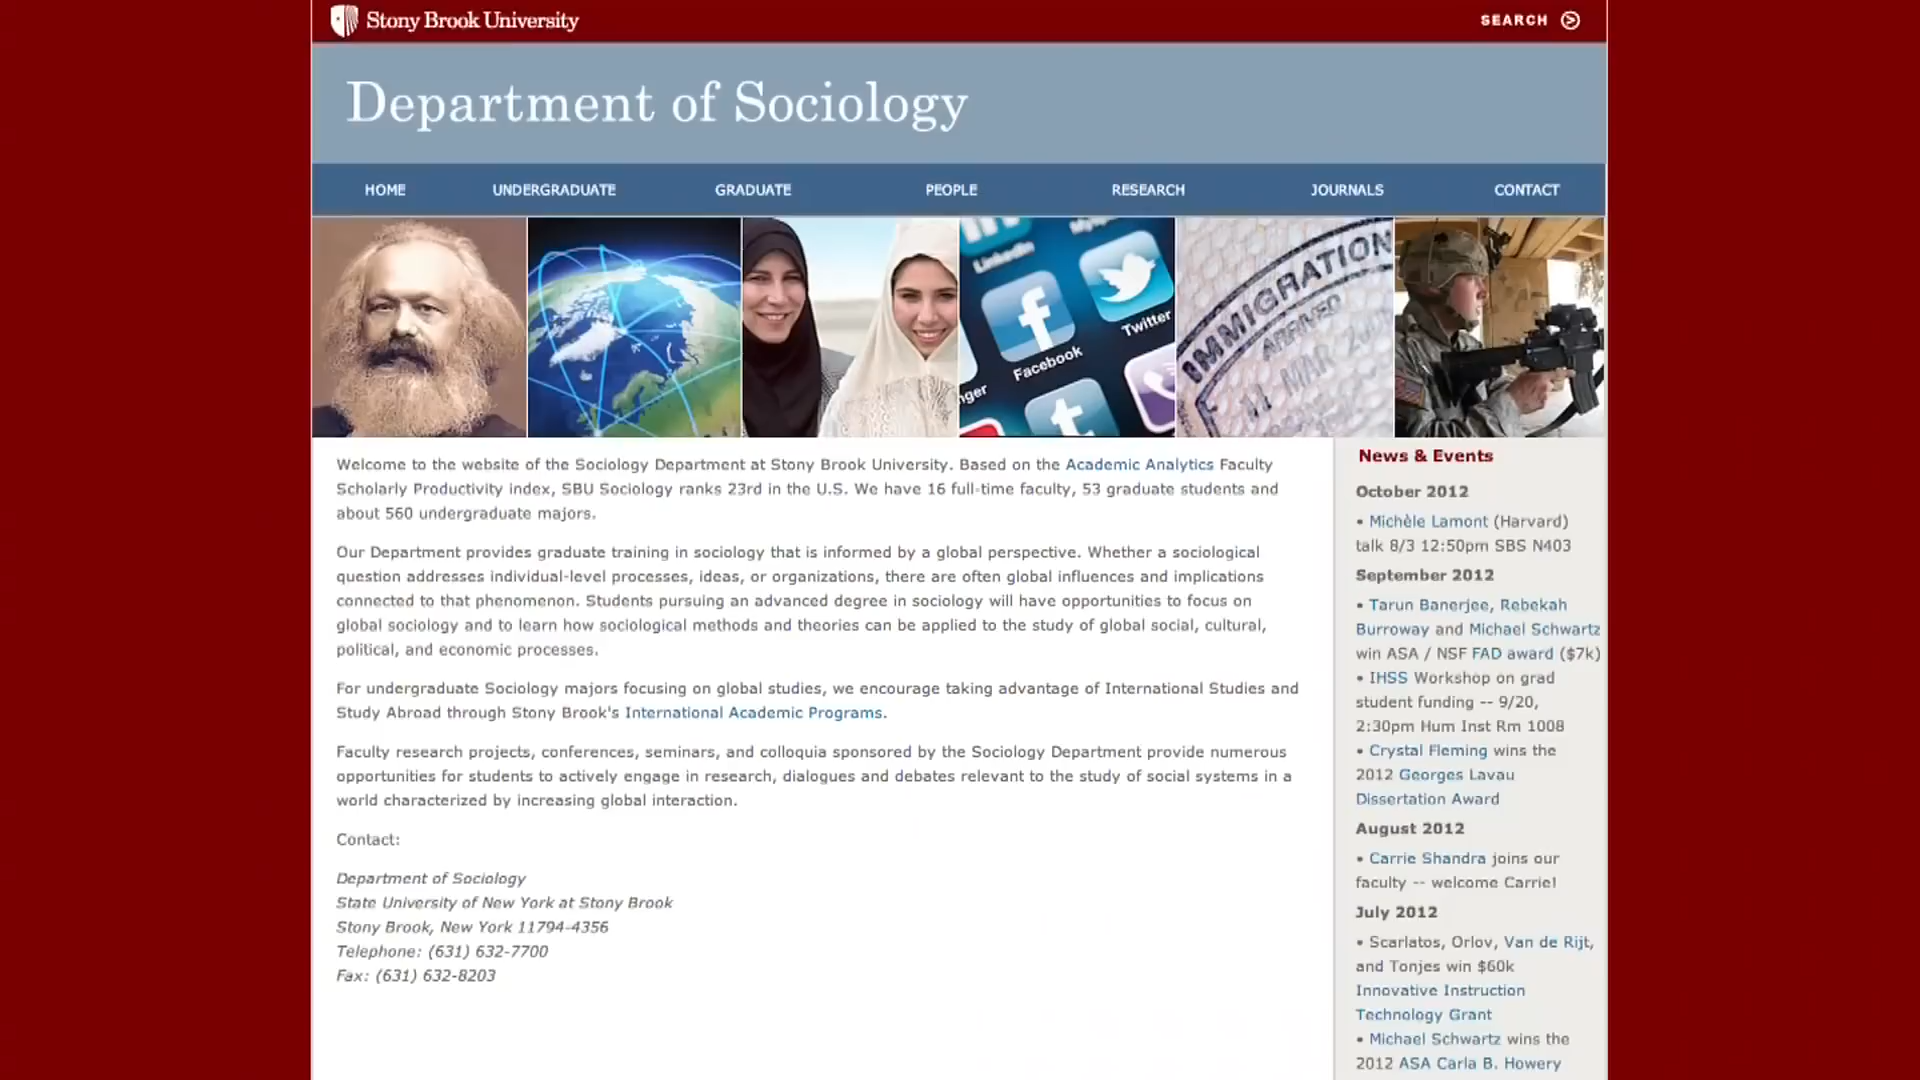 Stony Brook University
SEARCH
Department of Sociology
HOME UNDERGRADUATE GRADUATE PEOPLE RESEARCH JOURNALS CONTACT
LinkedIn
Facebook
Twitter
nger
IMMIGRATION
ARRIVED
11 MAR
Welcome to the website of the Sociology Department at Stony Brook University. Based on the Academic Analytics Faculty
Scholarly Productivity index, SBU Sociology ranks 23rd in the U.S. We have 16 full-time faculty, 53 graduate students and
about 560 undergraduate majors.
Our Department provides graduate training in sociology that is informed by a global perspective. Whether a sociological
question addresses individual-level processes, ideas, or organizations, there are often global influences and implications
connected to that phenomenon. Students pursuing an advanced degree in sociology will have opportunities to focus on
global sociology and to learn how sociological methods and theories can be applied to the study of global social, cultural,
political, and economic processes.
For undergraduate Sociology majors focusing on global studies, we encourage taking advantage of International Studies and
Study Abroad through Stony Brook's International Academic Programs.
Faculty research projects, conferences, seminars, and colloquia sponsored by the Sociology Department provide numerous
opportunities for students to actively engage in research, dialogues and debates relevant to the study of social systems in a
world characterized by increasing global interaction.
Contact:
Department of Sociology
State University of New York at Stony Brook
Stony Brook, New York 11794-4356
Telephone: (631) 632-7700
Fax: (631) 632-8203
News & Events
October 2012
• Michèle Lamont (Harvard)
talk 8/3 12:50pm SBS N403
September 2012
• Tarun Banerjee, Rebekah
Burroway and Michael Schwartz
win ASA / NSF FAD award ($7k)
• IHSS Workshop on grad
student funding -- 9/20,
2:30pm Hum Inst Rm 1008
• Crystal Fleming wins the
2012 Georges Lavau
Dissertation Award
August 2012
• Carrie Shandra joins our
faculty -- welcome Carrie!
July 2012
• Scarlatos, Orlov, Van de Rijt,
and Tonjes win $60k
Innovative Instruction
Technology Grant
• Michael Schwartz wins the
2012 ASA Carla B. Howery